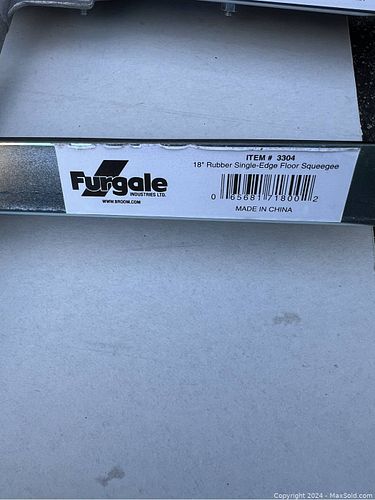 ITEM # 3304
18" Rubber Single-Edge Floor Squeegee
Furgale
INDUSTRIES LTD.
WWW.BROOM.COM
0 65681 71800 2
MADE IN CHINA
Copyright 2024 - MaxSold.com